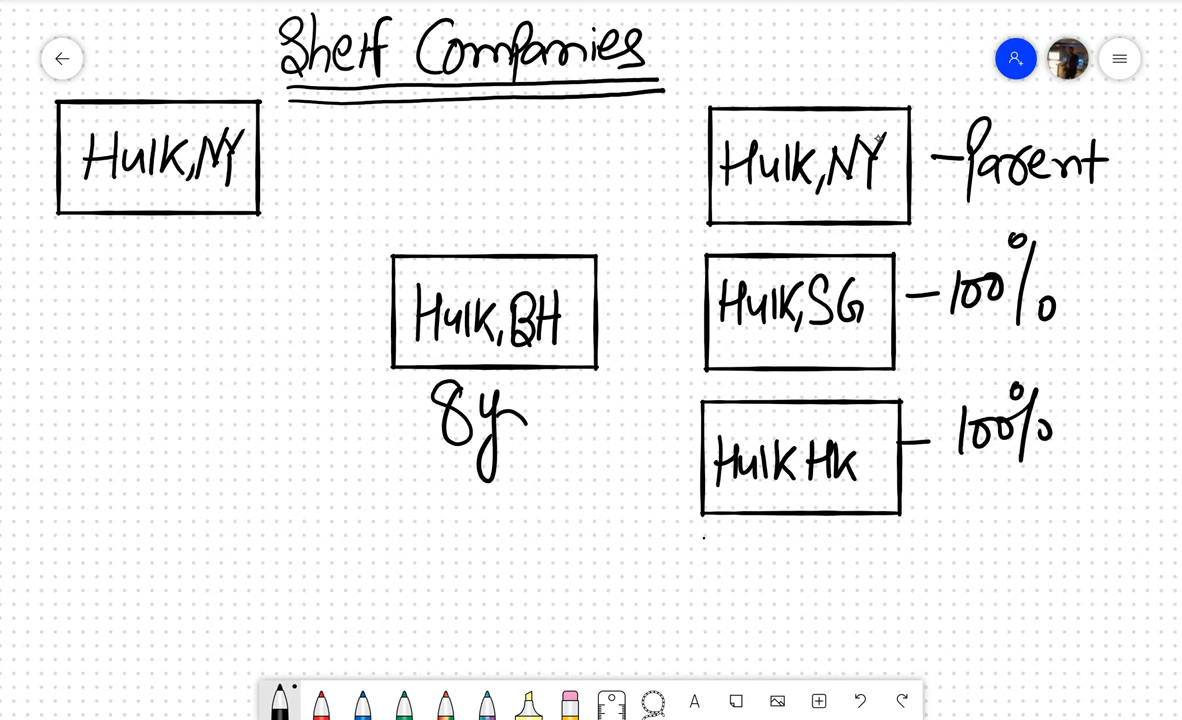 Shelf Companies
Hulk,NY
Hulk,NY - Parent
Hulk,BH
8y
Hulk,SG - 100%
Hulk HK - 100%
A